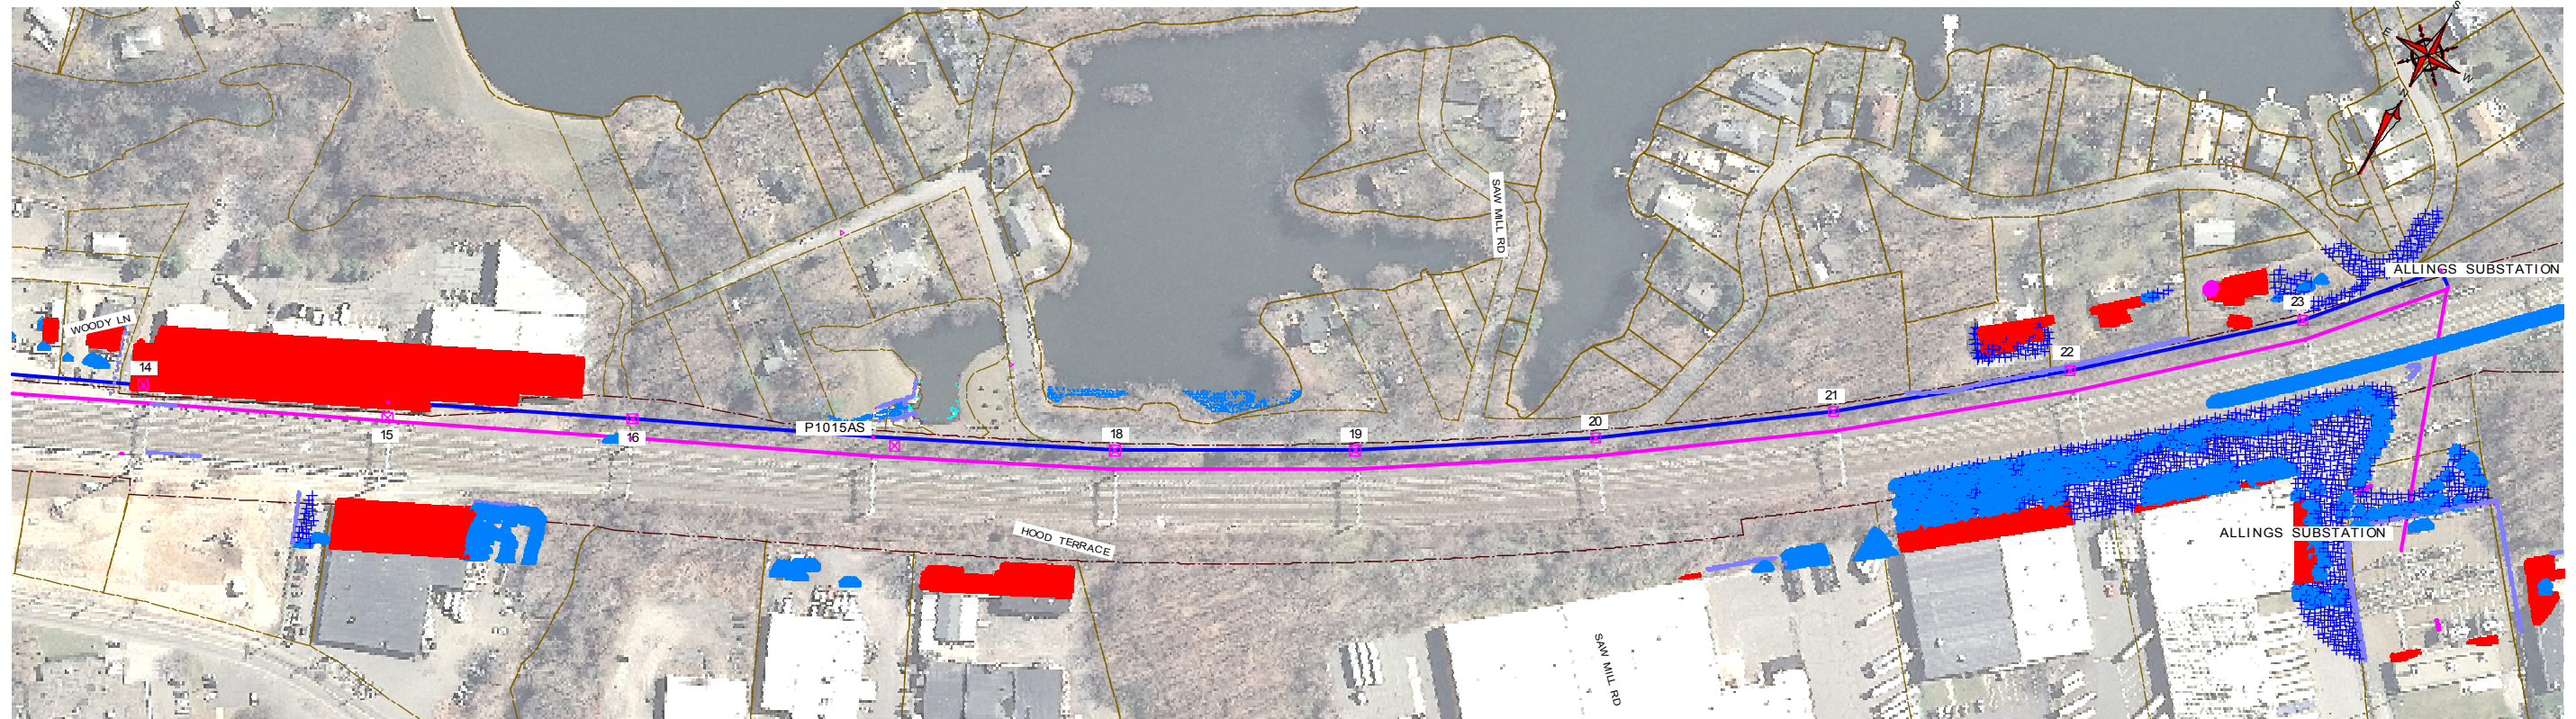 S
E
W
N
SAW MILL RD
ALLINGS SUBSTATION
23
WOODY LN
22
14
21
20
P1015AS
18
19
15
16
HOOD TERRACE
ALLINGS SUBSTATION
SAW MILL RD